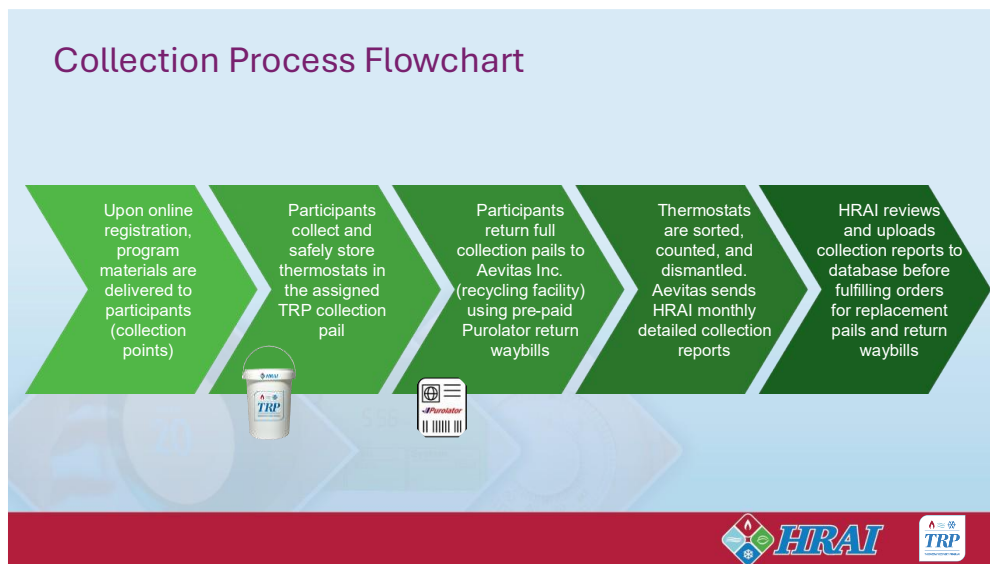 Collection Process Flowchart
Upon online
registration,
program
materials are
delivered to
participants
(collection
points)
Participants
collect and
safely store
thermostats in
the assigned
TRP collection
pail
Participants
return full
collection pails to
Aevitas Inc.
(recycling facility)
using pre-paid
Purolator return
waybills
Thermostats
are sorted,
counted, and
dismantled.
Aevitas sends
HRAI monthly
detailed collection
reports
HRAI reviews
and uploads
collection reports to
database before
fulfilling orders
for replacement
pails and return
waybills
HRAI
TRP
Purolator
HRAI
TRP